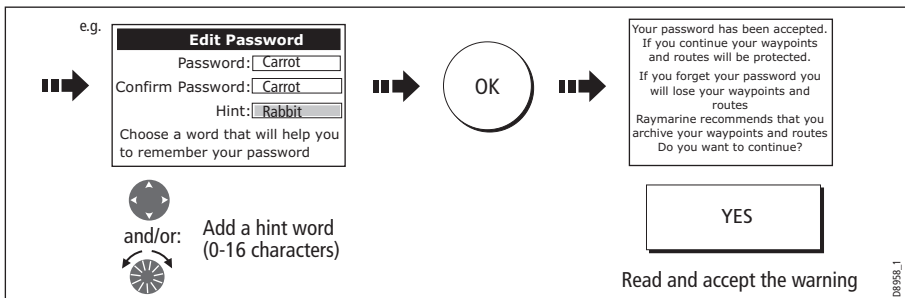 e.g.
Edit Password
Password: Carrot
Confirm Password: Carrot
Hint: Rabbit
Choose a word that will help you
to remember your password
and/or:
Add a hint word
(0-16 characters)
OK
Your password has been accepted.
If you continue your waypoints
and routes will be protected.
If you forget your password you
will lose your waypoints and
routes
Raymarine recommends that you
archive your waypoints and routes
Do you want to continue?
YES
Read and accept the warning
D8958_1